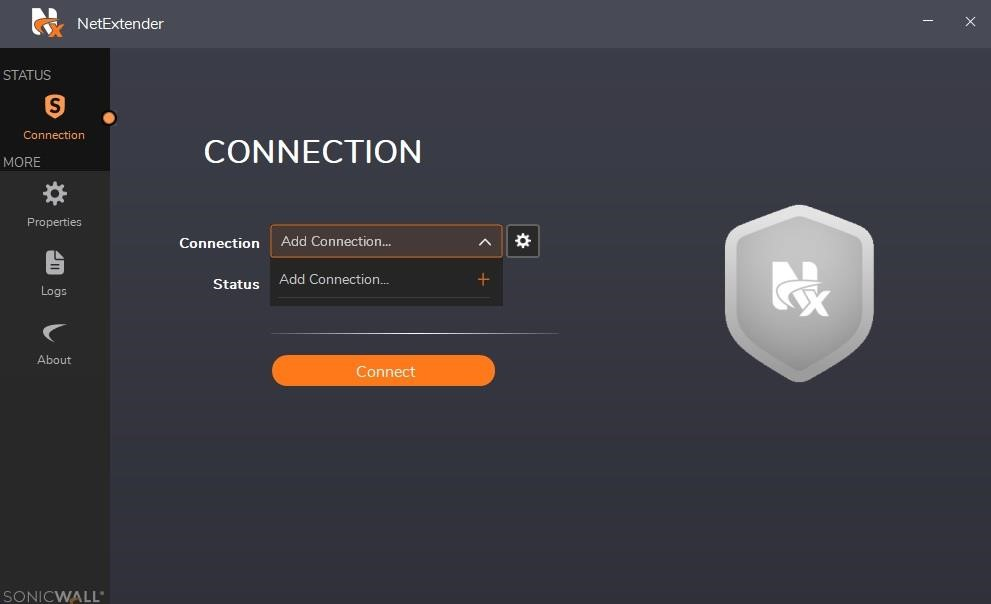 NetExtender
STATUS
Connection
MORE
Properties
Logs
About
CONNECTION
Connection
Add Connection...
Status
Add Connection...
Connect
SONICWALL®